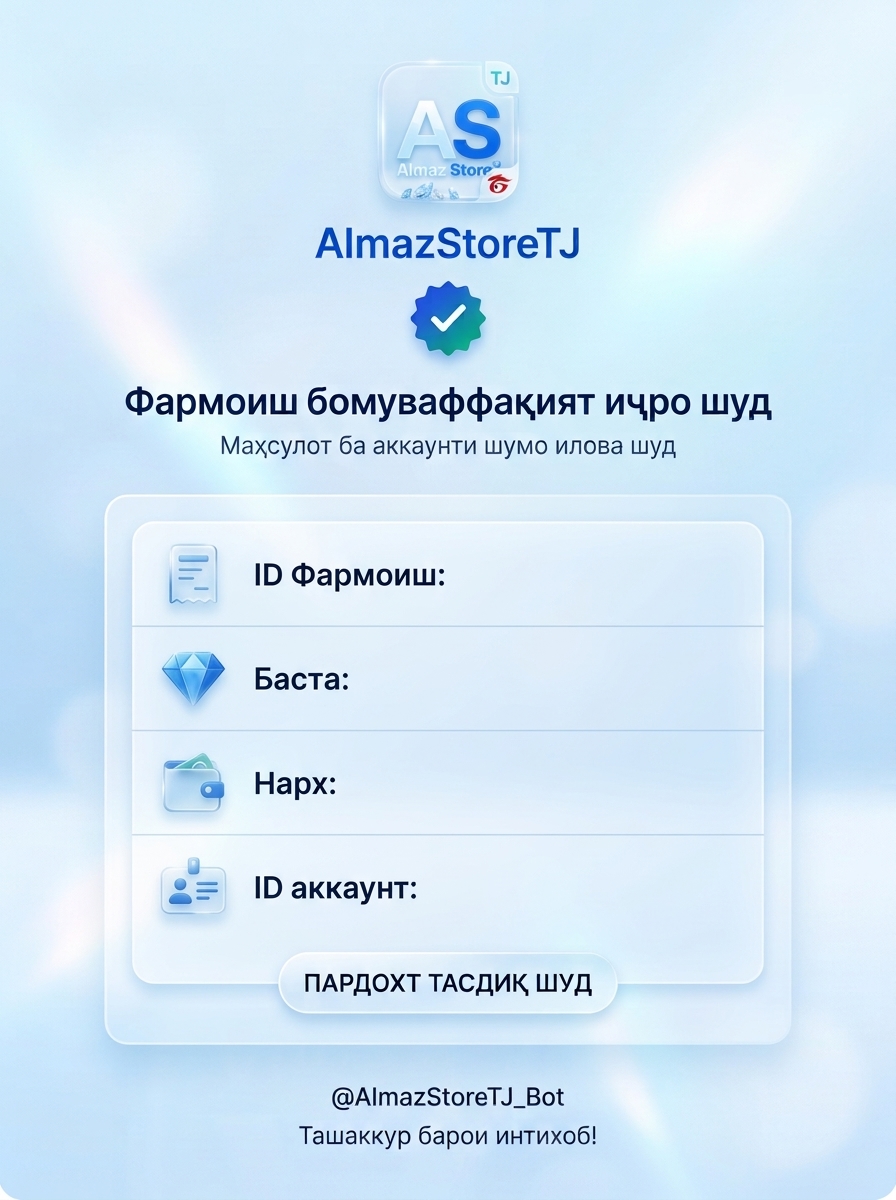 TJ
AS
Almaz Store
AlmazStoreTJ
Фармоиш бомуваффақият иҷро шуд
Маҳсулот ба аккаунти шумо илова шуд
ID Фармоиш:
Баста:
Нарх:
ID аккаунт:
ПАРДОХТ ТАСДИҚ ШУД
@AlmazStoreTJ_Bot
Ташаккур барои интихоб!